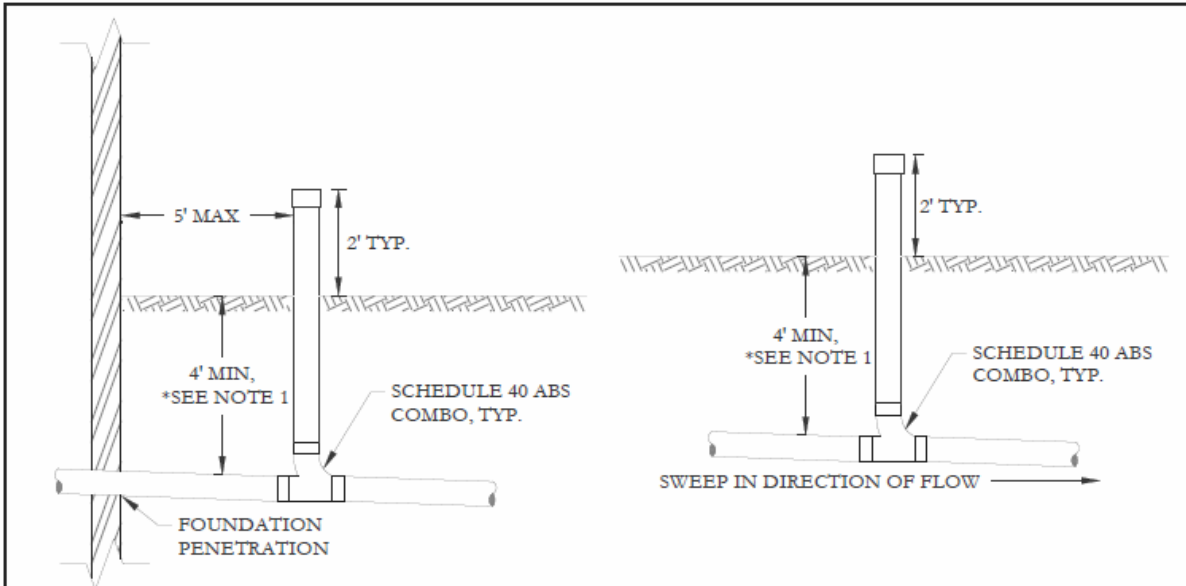 5' MAX
2' TYP.
4' MIN,
*SEE NOTE 1
SCHEDULE 40 ABS
COMBO, TYP.
FOUNDATION
PENETRATION
2' TYP.
4' MIN,
*SEE NOTE 1
SCHEDULE 40 ABS
COMBO, TYP.
SWEEP IN DIRECTION OF FLOW